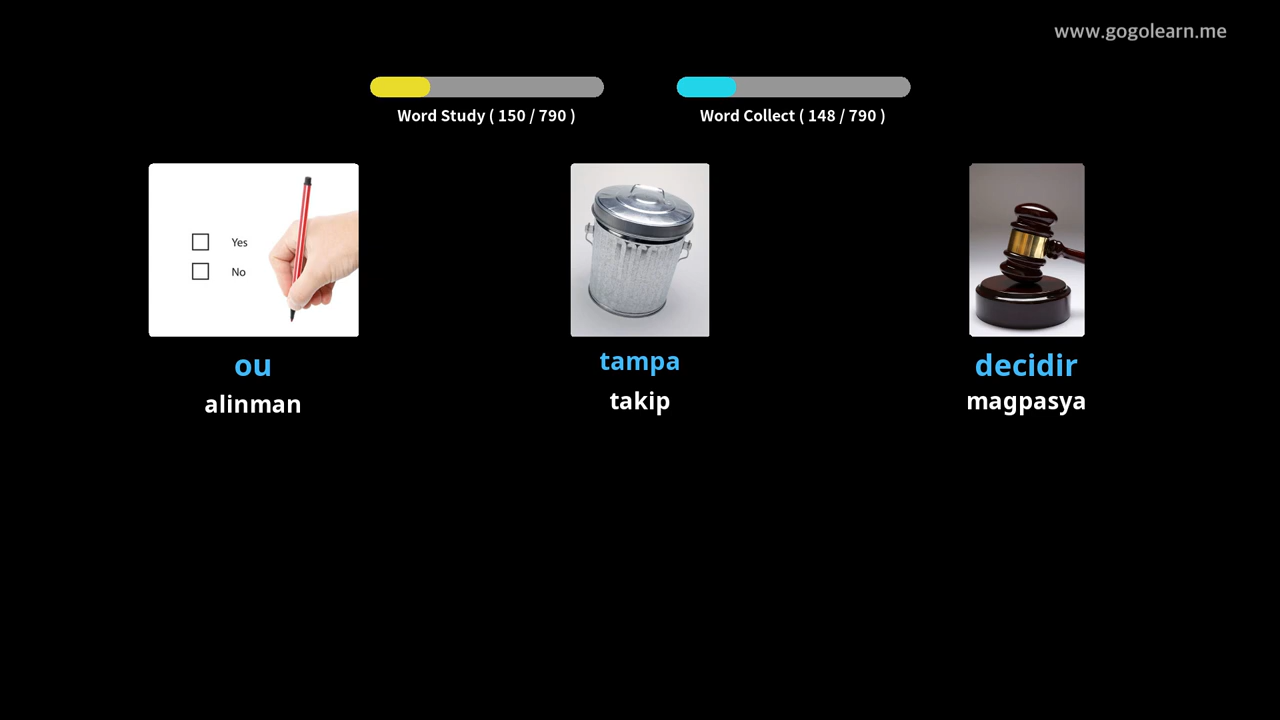 www.gogolearn.me
Word Study ( 150 / 790 )
Word Collect ( 148 / 790 )
Yes
No
ou
alinman
tampa
takip
decidir
magpasya